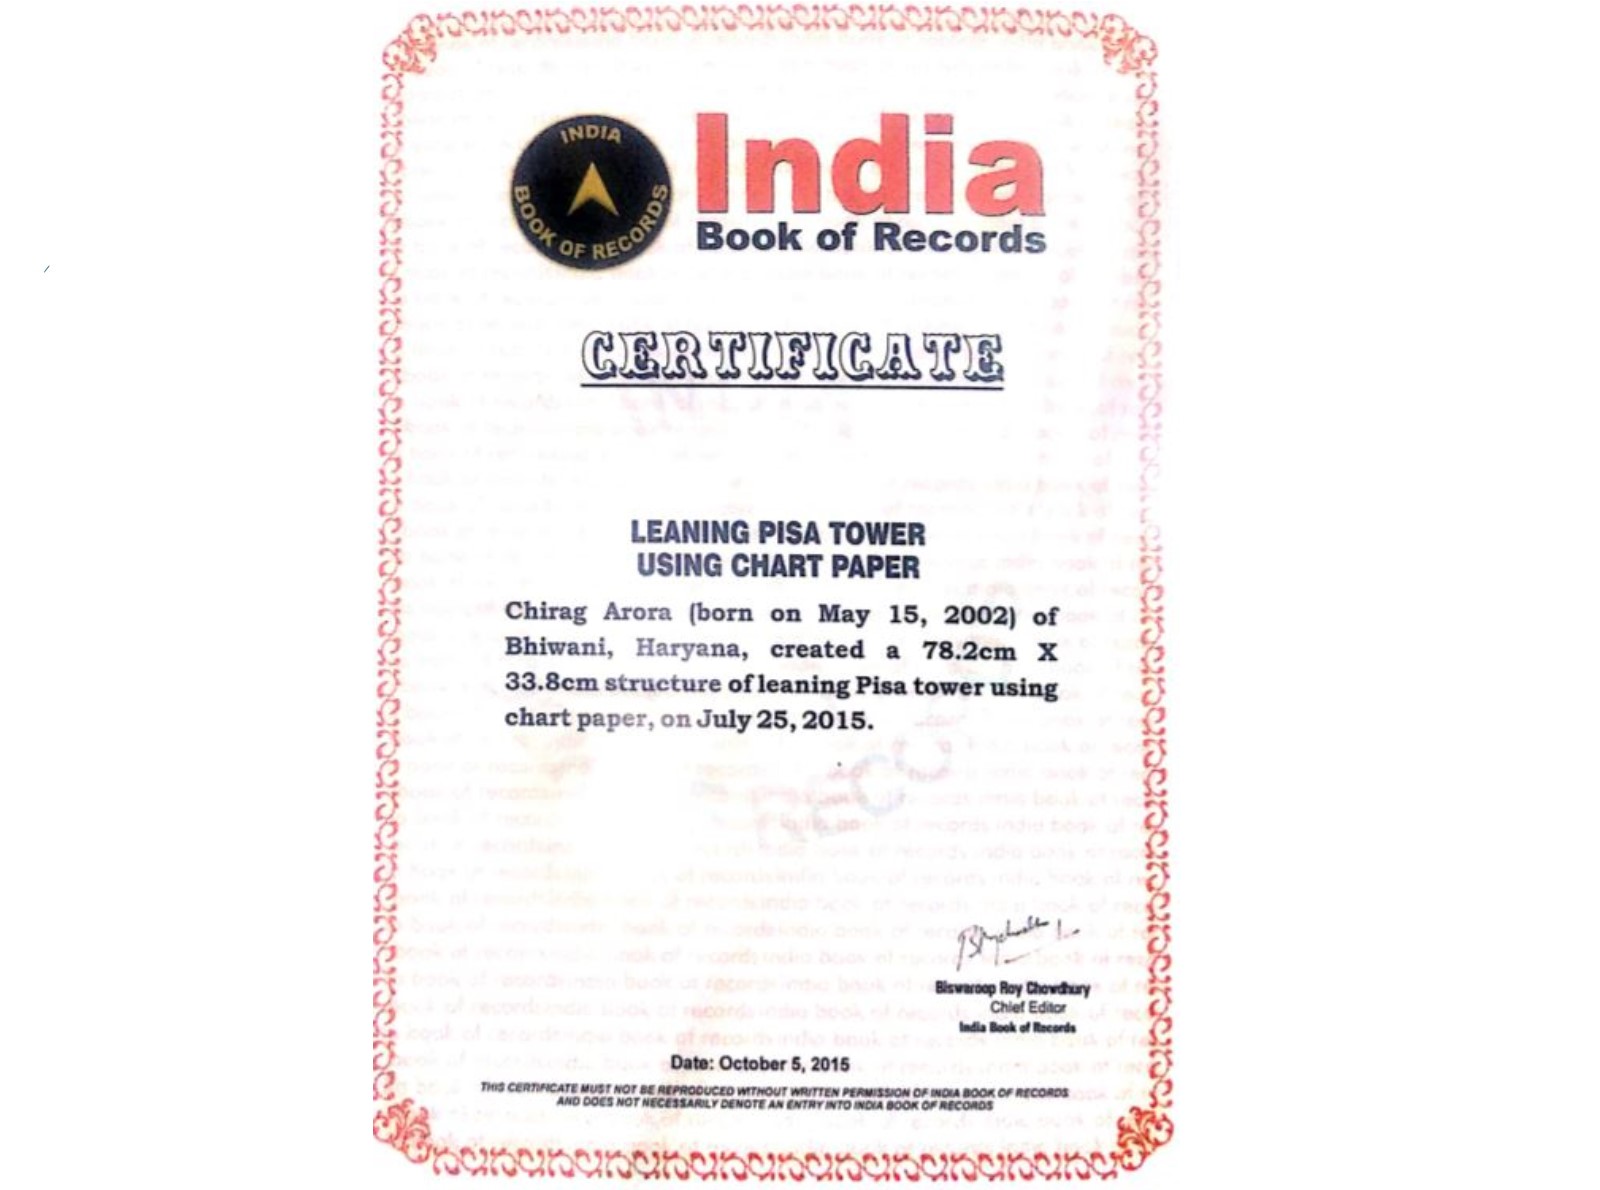 INDIA
BOOK OF RECORDS
India
Book of Records
CERTIFICATE
LEANING PISA TOWER
USING CHART PAPER
Chirag Arora (born on May 15, 2002) of
Bhiwani, Haryana, created a 78.2cm X
33.8cm structure of leaning Pisa tower using
chart paper, on July 25, 2015.
Biswaroop Roy Chowdhury
Chief Editor
India Book of Records
Date: October 5, 2015
THIS CERTIFICATE MUST NOT BE REPRODUCED WITHOUT WRITTEN PERMISSION OF INDIA BOOK OF RECORDS
AND DOES NOT NECESSARILY DENOTE AN ENTRY INTO INDIA BOOK OF RECORDS